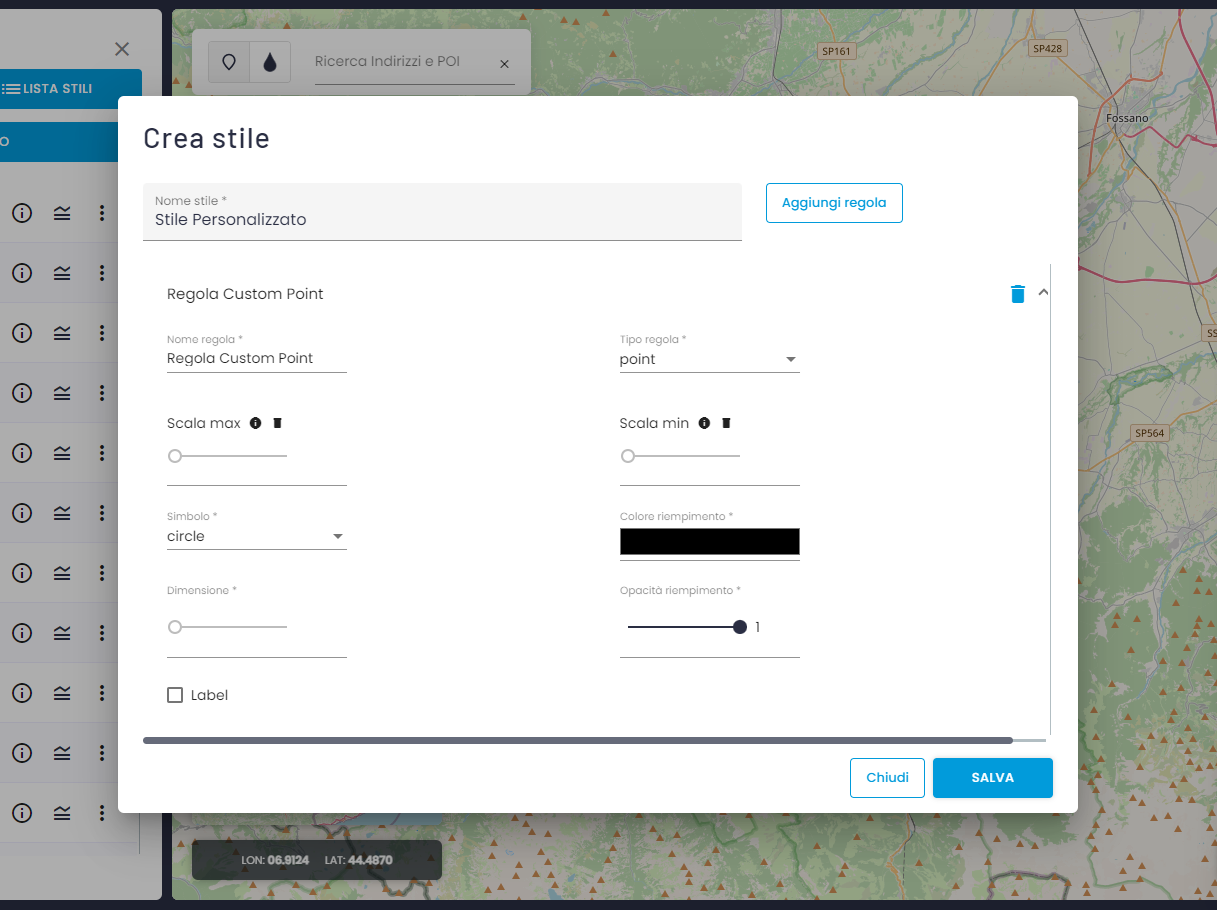 Ricerca Indirizzi e POI
SP161
SP428
LISTA STILI
Fossano
O
Crea stile
Nome stile *
Stile Personalizzato
Aggiungi regola
Regola Custom Point
Nome regola *
Regola Custom Point
Tipo regola *
point
SS
Scala max
Scala min
SP564
Simbolo *
circle
Colore riempimento *
Dimensione *
Opacità riempimento *
1
Label
Chiudi
SALVA
LON: 06.9124 LAT: 44.4870